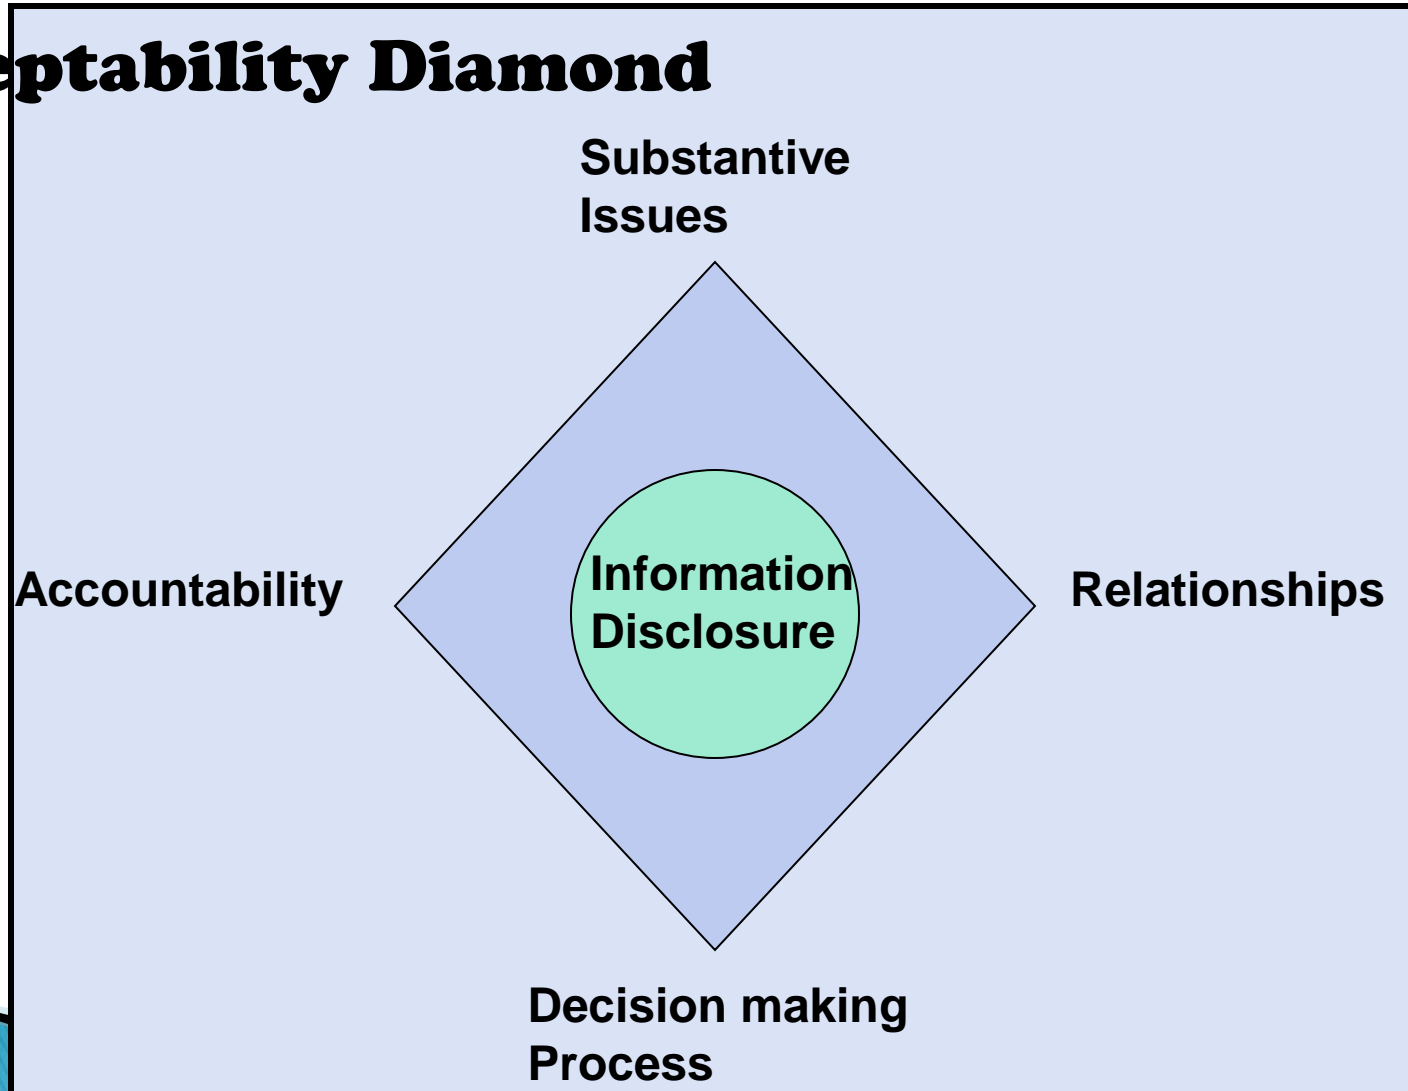 ptability Diamond
Substantive
Issues
Accountability
Information
Disclosure
Relationships
Decision making
Process